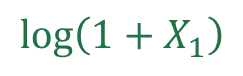 log(1 + X₁)